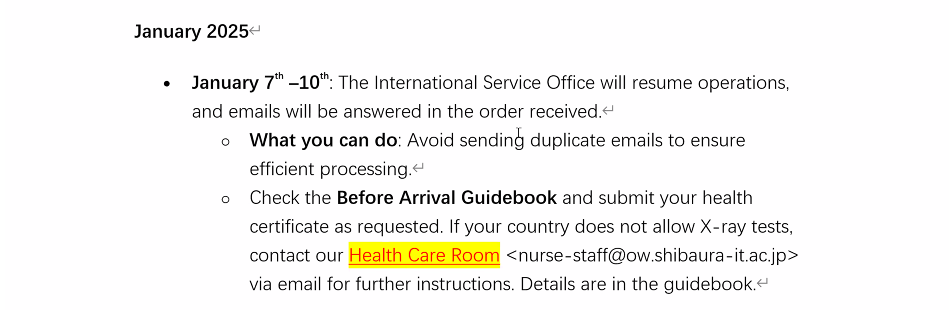 January 2025
• January 7th –10th: The International Service Office will resume operations,
and emails will be answered in the order received.
o What you can do: Avoid sending duplicate emails to ensure
efficient processing.
o Check the Before Arrival Guidebook and submit your health
certificate as requested. If your country does not allow X-ray tests,
contact our Health Care Room <nurse-staff@ow.shibaura-it.ac.jp>
via email for further instructions. Details are in the guidebook.